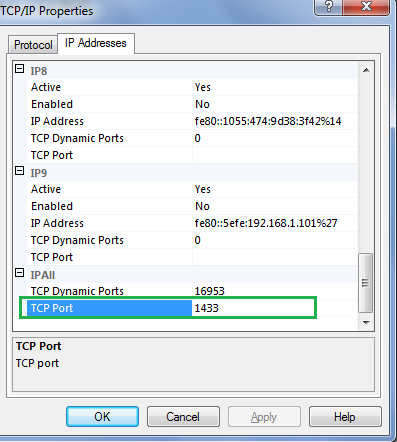 TCP/IP Properties
Protocol
IP Addresses
IP8
Active Yes
Enabled No
IP Address fe80::1055:474:9d38:3f42%14
TCP Dynamic Ports 0
TCP Port
IP9
Active Yes
Enabled No
IP Address fe80::5efe:192.168.1.101%27
TCP Dynamic Ports 0
TCP Port
IPAll
TCP Dynamic Ports 16953
TCP Port 1433
TCP Port
TCP port
OK Cancel Apply Help